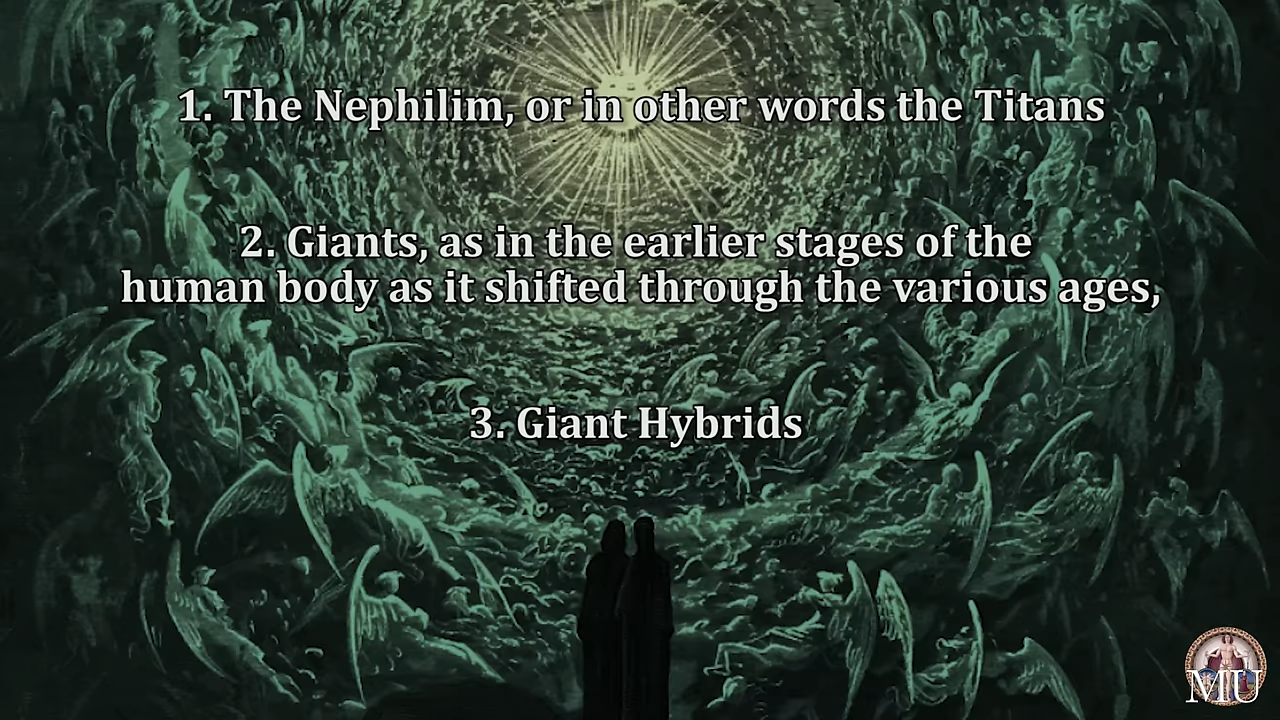 1. The Nephilim, or in other words the Titans
2. Giants, as in the earlier stages of the
human body as it shifted through the various ages,
3. Giant Hybrids
MU